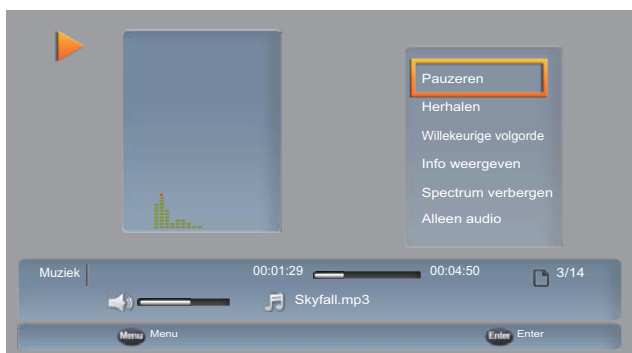 Pauzeren
Herhalen
Willekeurige volgorde
Info weergeven
Spectrum verbergen
Alleen audio
Muziek
00:01:29 00:04:50 3/14
Skyfall.mp3
Menu Menu
Enter Enter